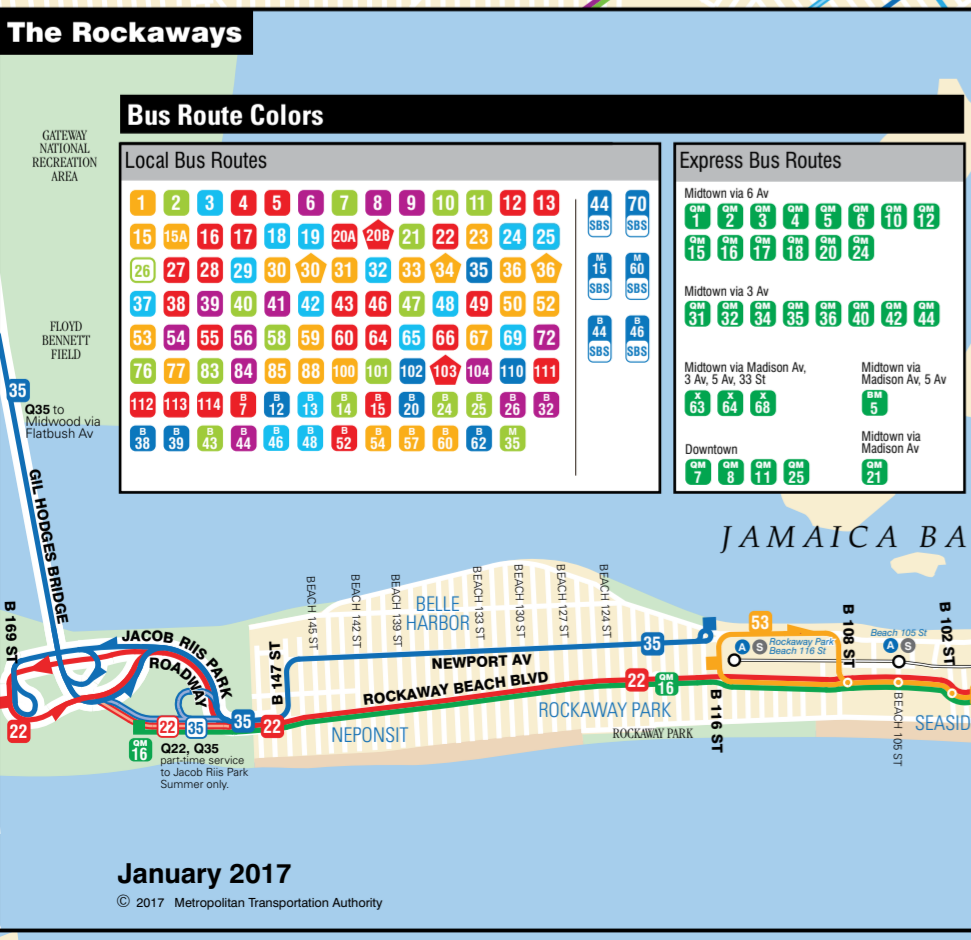 The Rockaways
GATEWAY
NATIONAL
RECREATION
AREA
FLOYD
BENNETT
FIELD
Bus Route Colors
Local Bus Routes
1 2 3 4 5 6 7 8 9 10 11 12 13
15 15A 16 17 18 19 20A 20B 21 22 23 24 25
26 27 28 29 30 30 31 32 33 34 35 36 36
37 38 39 40 41 42 43 46 47 48 49 50 52
53 54 55 56 58 59 60 64 65 66 67 69 72
76 77 83 84 85 88 100 101 102 103 104 110 111
112 113 114 B 7 B 12 B 13 B 14 B 15 B 20 B 24 B 25 B 26 B 32
B 38 B 39 B 43 B 44 B 46 B 48 B 52 B 54 B 57 B 60 B 62 M 35
44 SBS 70 SBS
M 15 SBS M 60 SBS
B 44 SBS B 46 SBS
Express Bus Routes
Midtown via 6 Av
QM 1 QM 2 QM 3 QM 4 QM 5 QM 6 QM 10 QM 12
QM 15 QM 16 QM 17 QM 18 QM 20 QM 24
Midtown via 3 Av
QM 31 QM 32 QM 34 QM 35 QM 36 QM 40 QM 42 QM 44
Midtown via Madison Av,
3 Av, 5 Av, 33 St
X 63 X 64 X 68
Midtown via
Madison Av, 5 Av
BM 5
Downtown
QM 7 QM 8 QM 11 QM 25
Midtown via
Madison Av
QM 21
35
Q35 to
Midwood via
Flatbush Av
GIL HODGES BRIDGE
JAMAICA BA
B 169 ST
JACOB RIIS PARK
ROADWAY
22
QM 16
22 35
Q22, Q35
part-time service
to Jacob Riis Park
Summer only.
35
22
B 147 ST
BEACH 145 ST
BEACH 142 ST
BEACH 139 ST
BEACH 133 ST
BEACH 130 ST
BEACH 127 ST
BEACH 124 ST
BELLE
HARBOR
35
NEWPORT AV
ROCKAWAY BEACH BLVD
22 QM 16
NEPONSIT
ROCKAWAY PARK
ROCKAWAY PARK
B 116 ST
53
A S Rockaway Park
Beach 116 St
B 108 ST
Beach 105 St
A S
BEACH 105 ST
B 102 ST
SEASID
January 2017
© 2017 Metropolitan Transportation Authority